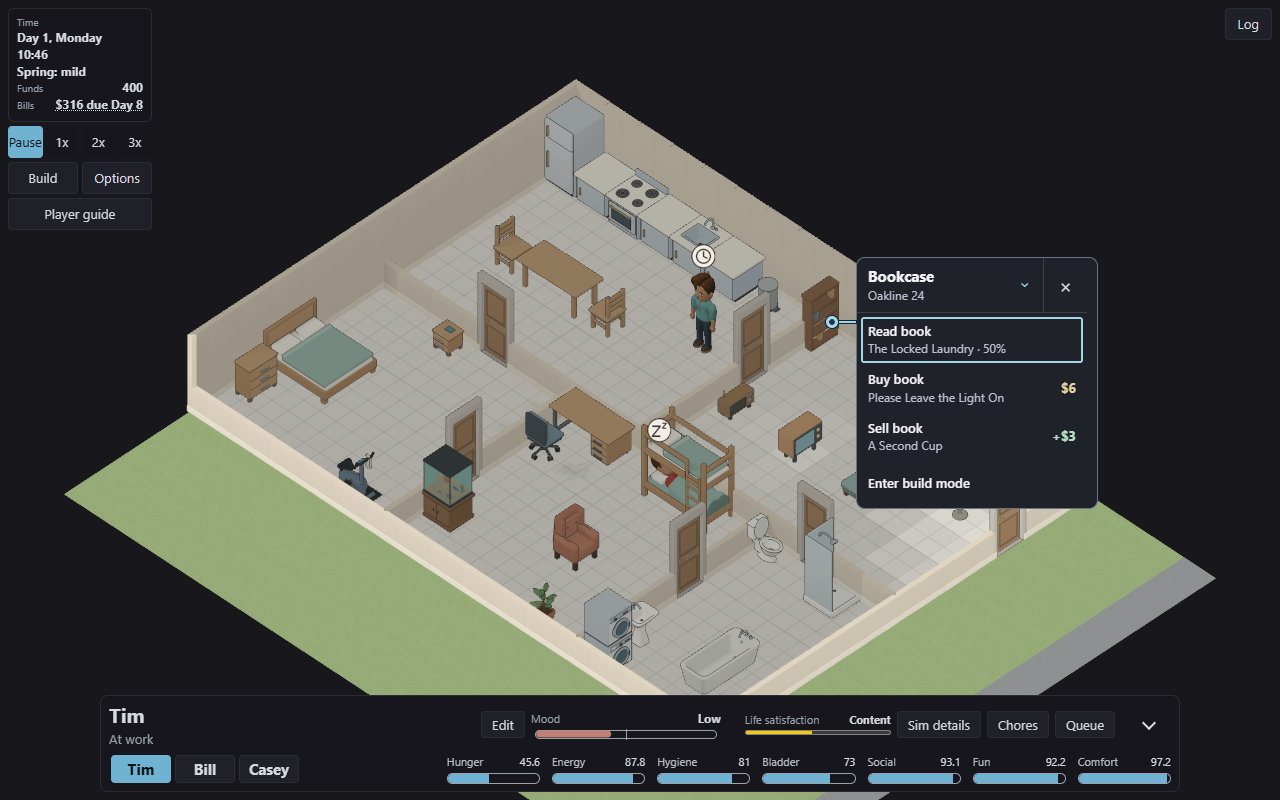 Time
Day 1, Monday
10:46
Spring: mild
Funds 400
Bills $316 due Day 8
Pause 1x 2x 3x
Build Options
Player guide
Log
Bookcase
Oakline 24
Read book
The Locked Laundry · 50%
Buy book
Please Leave the Light On
$6
Sell book
A Second Cup
+$3
Enter build mode
Zz
Tim
At work
Tim Bill Casey
Edit
Mood Low
Life satisfaction Content
Sim details Chores Queue
Hunger 45.6 Energy 87.8 Hygiene 81 Bladder 73 Social 93.1 Fun 92.2 Comfort 97.2